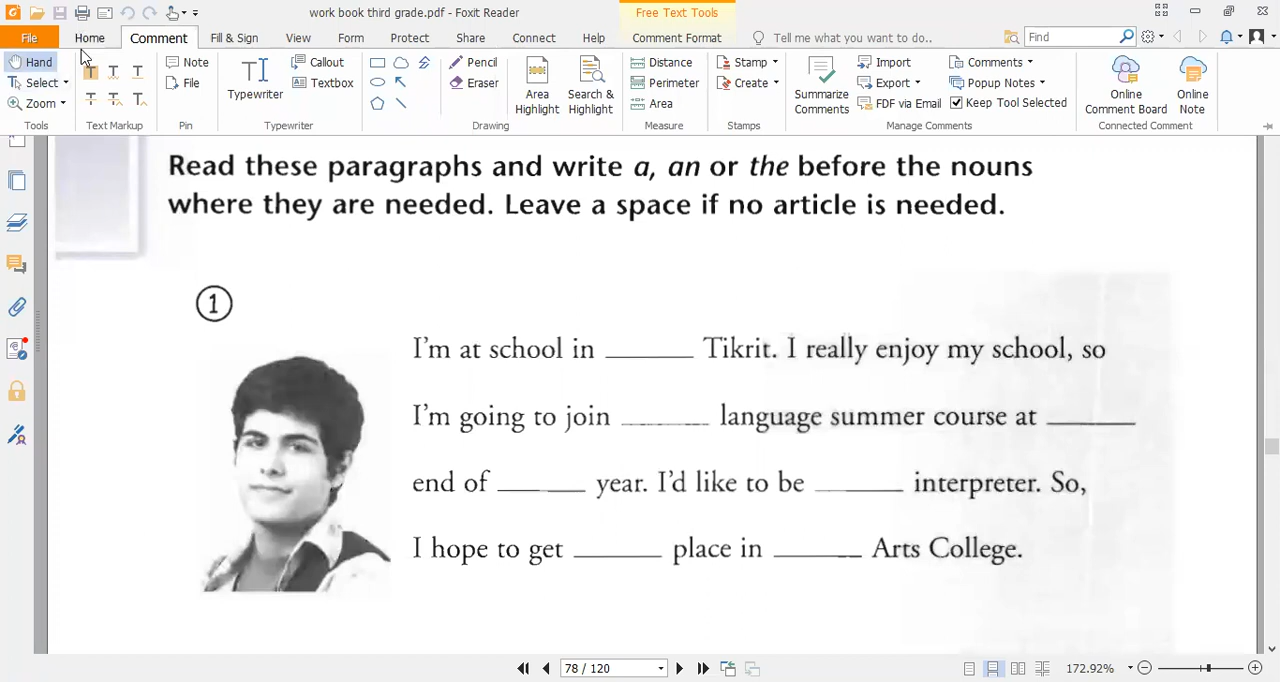 work book third grade.pdf - Foxit Reader
Free Text Tools
File Home Comment Fill & Sign View Form Protect Share Connect Help Comment Format Tell me what you want to do.. Find
Hand Note Callout Pencil Distance Stamp Import Comments
Select File Typewriter Textbox Eraser Area Highlight Search & Highlight Perimeter Create Summarize Comments Export Popup Notes Online Comment Board Online Note
Zoom Area FDF via Email Keep Tool Selected
Tools Text Markup Pin Typewriter Drawing Measure Stamps Manage Comments Connected Comment
Read these paragraphs and write a, an or the before the nouns
where they are needed. Leave a space if no article is needed.
1
I'm at school in ______ Tikrit. I really enjoy my school, so
I'm going to join ______ language summer course at ______
end of ______ year. I'd like to be ______ interpreter. So,
I hope to get ______ place in ______ Arts College.
78 / 120 172.92%